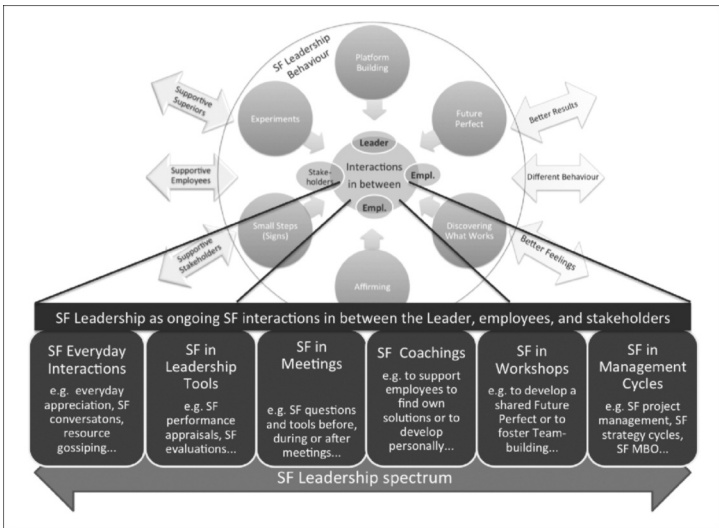 SF Leadership
Behaviour
Platform
Building
Supportive
Superiors
Experiments
Future
Perfect
Better Results
Leader
Supportive
Employees
Stake-
holders
Interactions
in between
Empl.
Different Behaviour
Empl.
Supportive
Stakeholders
Small Steps
(Signs)
Discovering
What Works
Better Feelings
Affirming
SF Leadership as ongoing SF interactions in between the Leader, employees, and stakeholders
SF Everyday
Interactions
e.g. everyday
appreciation, SF
conversatons,
resource
gossiping...
SF in
Leadership
Tools
e.g. SF
performance
appraisals, SF
evaluations...
SF in
Meetings
e.g. SF questions
and tools before,
during or after
meetings...
SF Coachings
e.g. to support
employees to
find own
solutions or to
develop
personally...
SF in
Workshops
e.g. to develop a
shared Future
Perfect or to
foster Team-
building...
SF in
Management
Cycles
e.g. SF project
management, SF
strategy cycles,
SF MBO...
SF Leadership spectrum